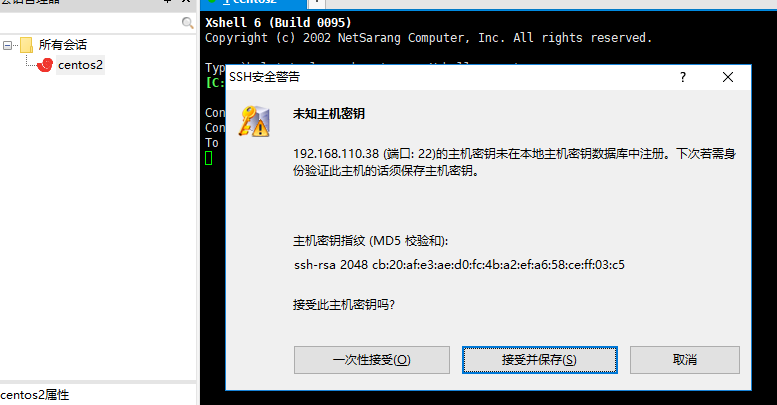 centos2
所有会话
centos2
centos2属性
Xshell 6 (Build 0095)
Copyright (c) 2002 NetSarang Computer, Inc. All rights reserved.
[C:
Con
Con
To
SSH安全警告
未知主机密钥
192.168.110.38 (端口: 22)的主机密钥未在本地主机密钥数据库中注册。下次若需身
份验证此主机的话须保存主机密钥。
主机密钥指纹 (MD5 校验和):
ssh-rsa 2048 cb:20:af:e3:ae:d0:fc:4b:a2:ef:a6:58:ce:ff:03:c5
接受此主机密钥吗?
一次性接受(O)
接受并保存(S)
取消